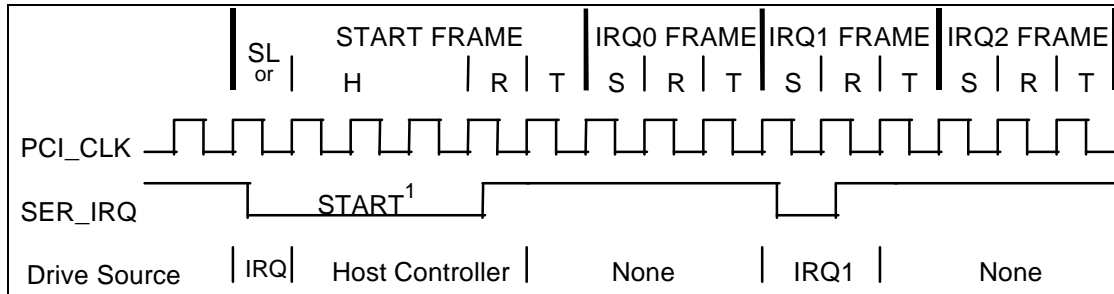 START FRAME IRQ0 FRAME IRQ1 FRAME IRQ2 FRAME
SL
or H R T S R T S R T S R T
PCI_CLK
SER_IRQ START1
Drive Source IRQ Host Controller None IRQ1 None